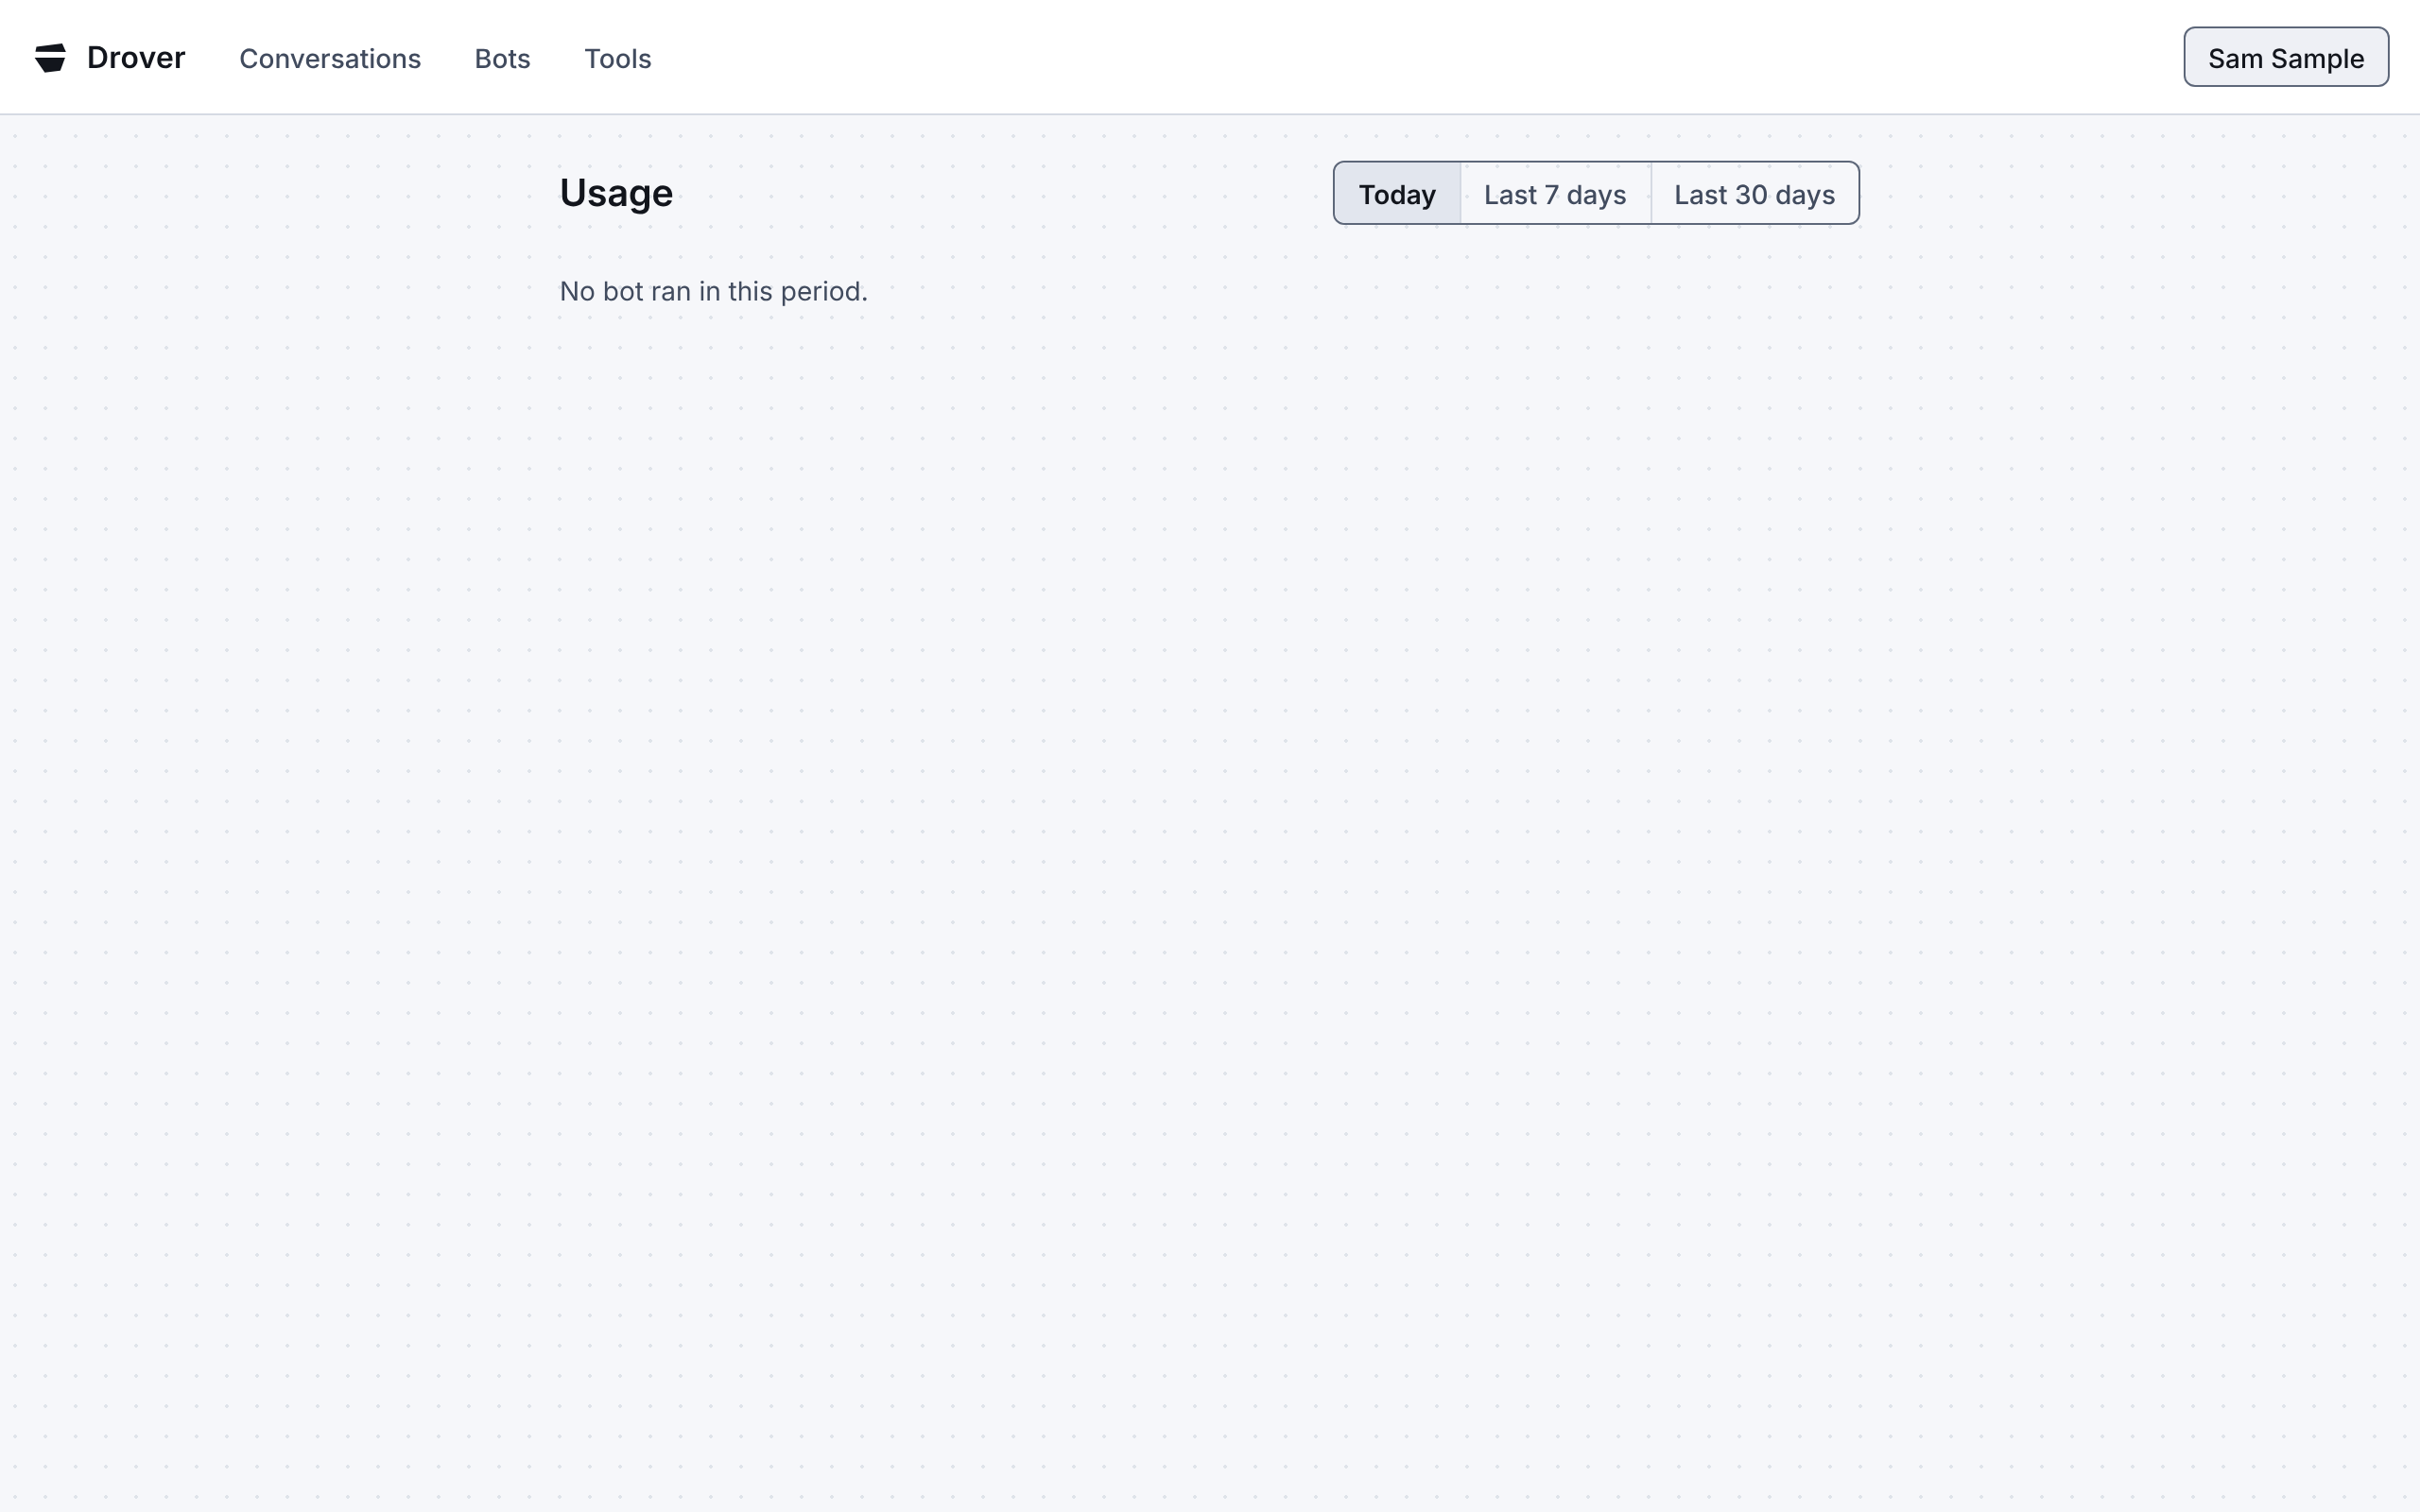 Drover Conversations Bots Tools Sam Sample
Usage Today Last 7 days Last 30 days
No bot ran in this period.